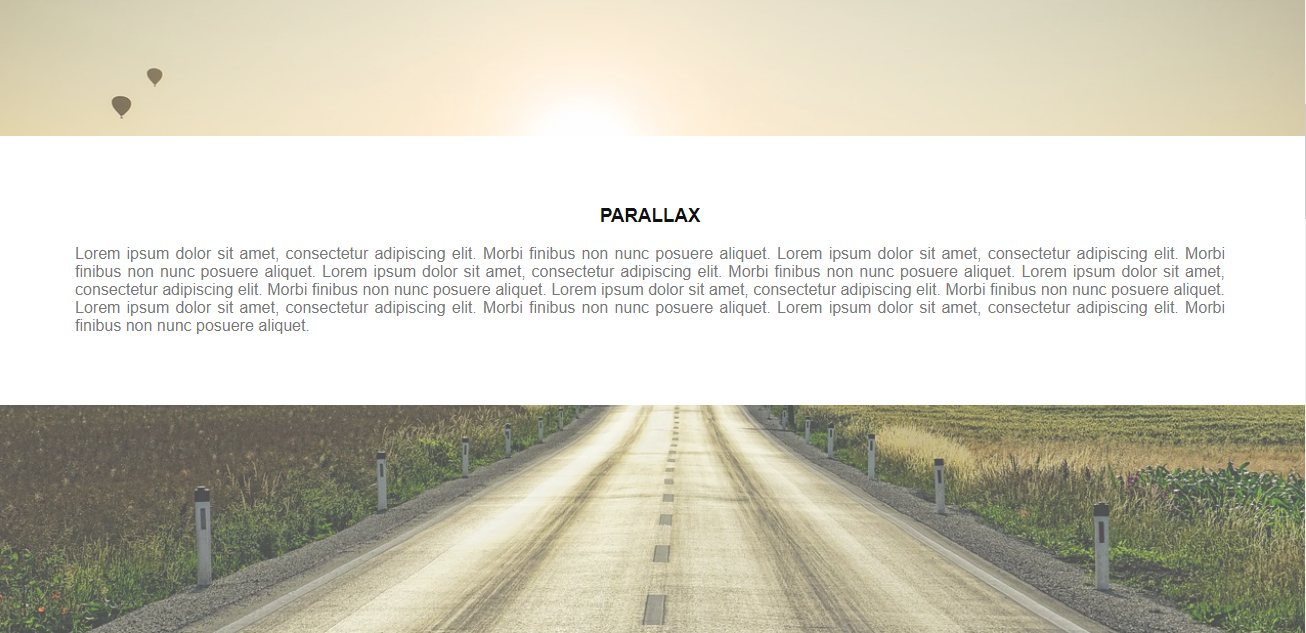 PARALLAX
Lorem ipsum dolor sit amet, consectetur adipiscing elit. Morbi finibus non nunc posuere aliquet. Lorem ipsum dolor sit amet, consectetur adipiscing elit. Morbi
finibus non nunc posuere aliquet. Lorem ipsum dolor sit amet, consectetur adipiscing elit. Morbi finibus non nunc posuere aliquet. Lorem ipsum dolor sit amet,
consectetur adipiscing elit. Morbi finibus non nunc posuere aliquet. Lorem ipsum dolor sit amet, consectetur adipiscing elit. Morbi finibus non nunc posuere aliquet.
Lorem ipsum dolor sit amet, consectetur adipiscing elit. Morbi finibus non nunc posuere aliquet. Lorem ipsum dolor sit amet, consectetur adipiscing elit. Morbi
finibus non nunc posuere aliquet.